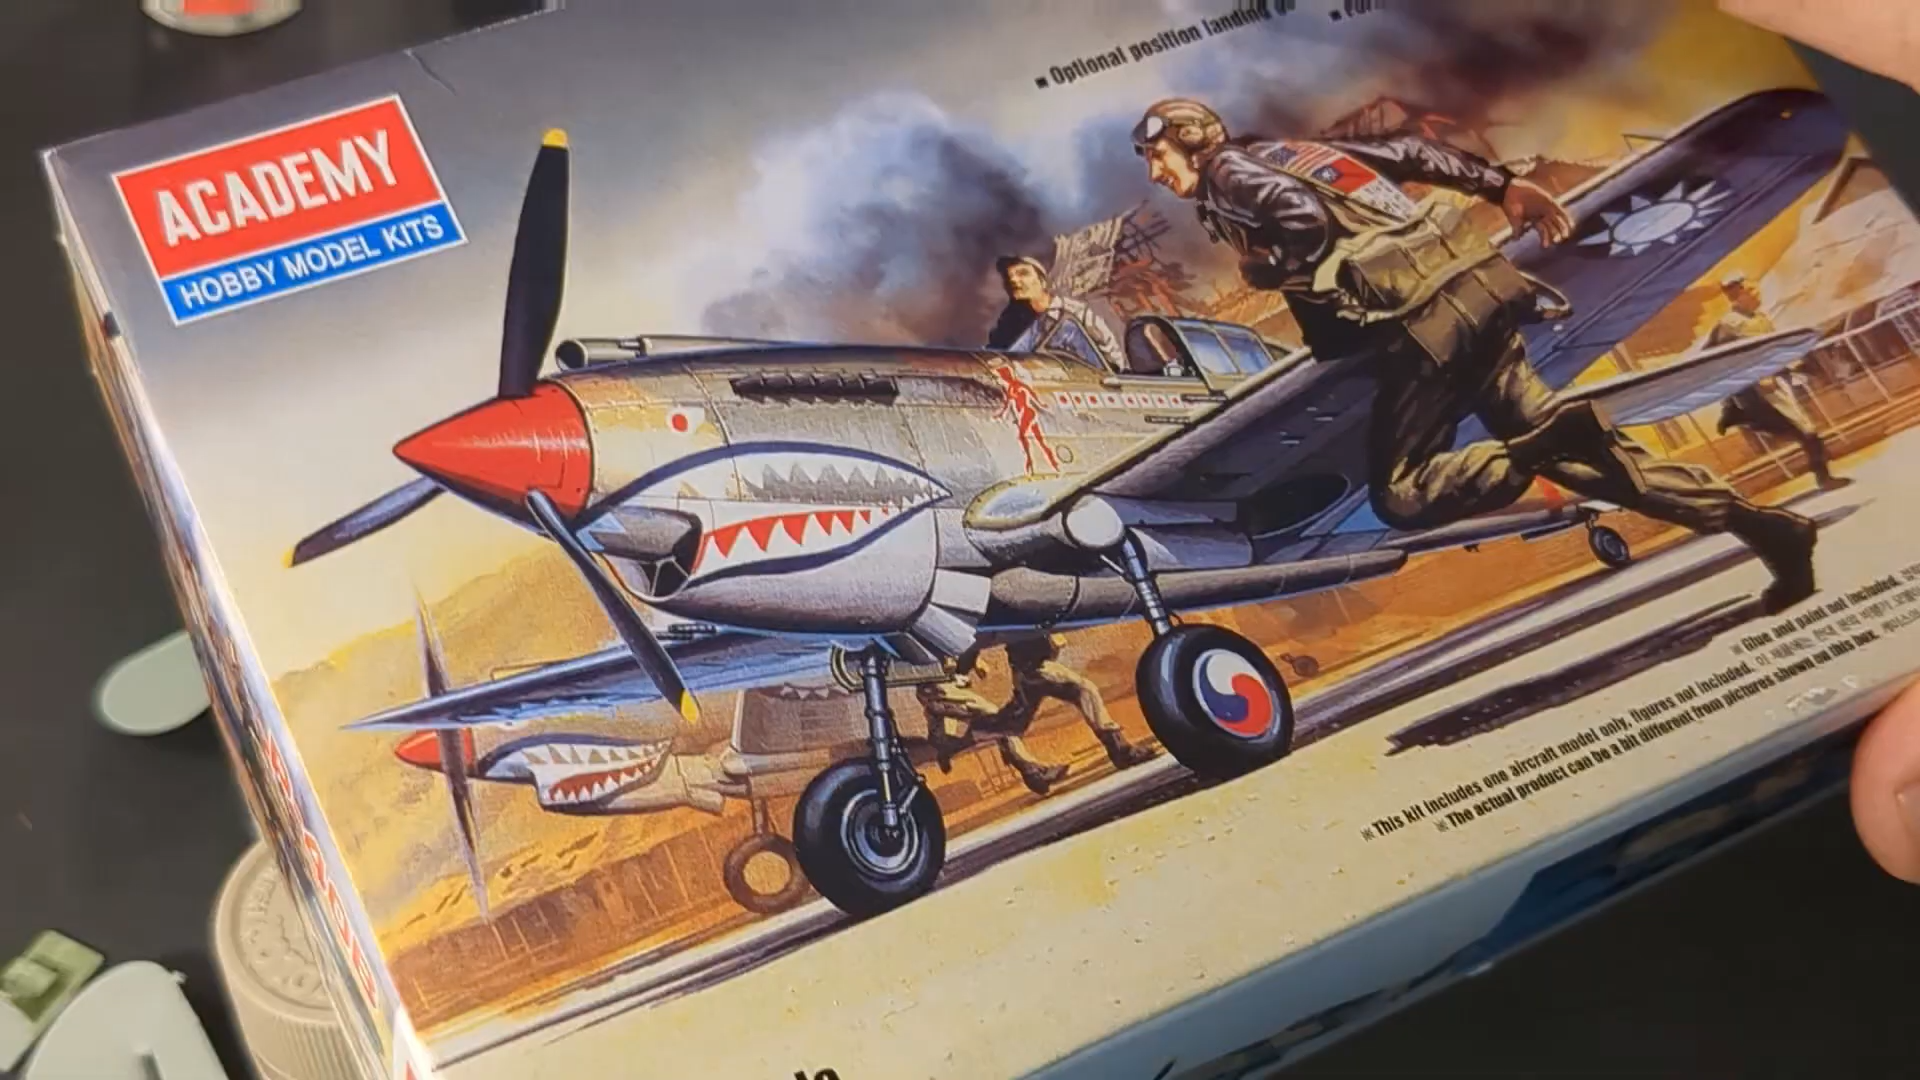 ▪ Optional position landing
ACADEMY
HOBBY MODEL KITS
P-40B
※ Glue and paint not included.
※ This kit includes one aircraft model only, figures not included.
※ The actual product can be a bit different from pictures shown on this box.